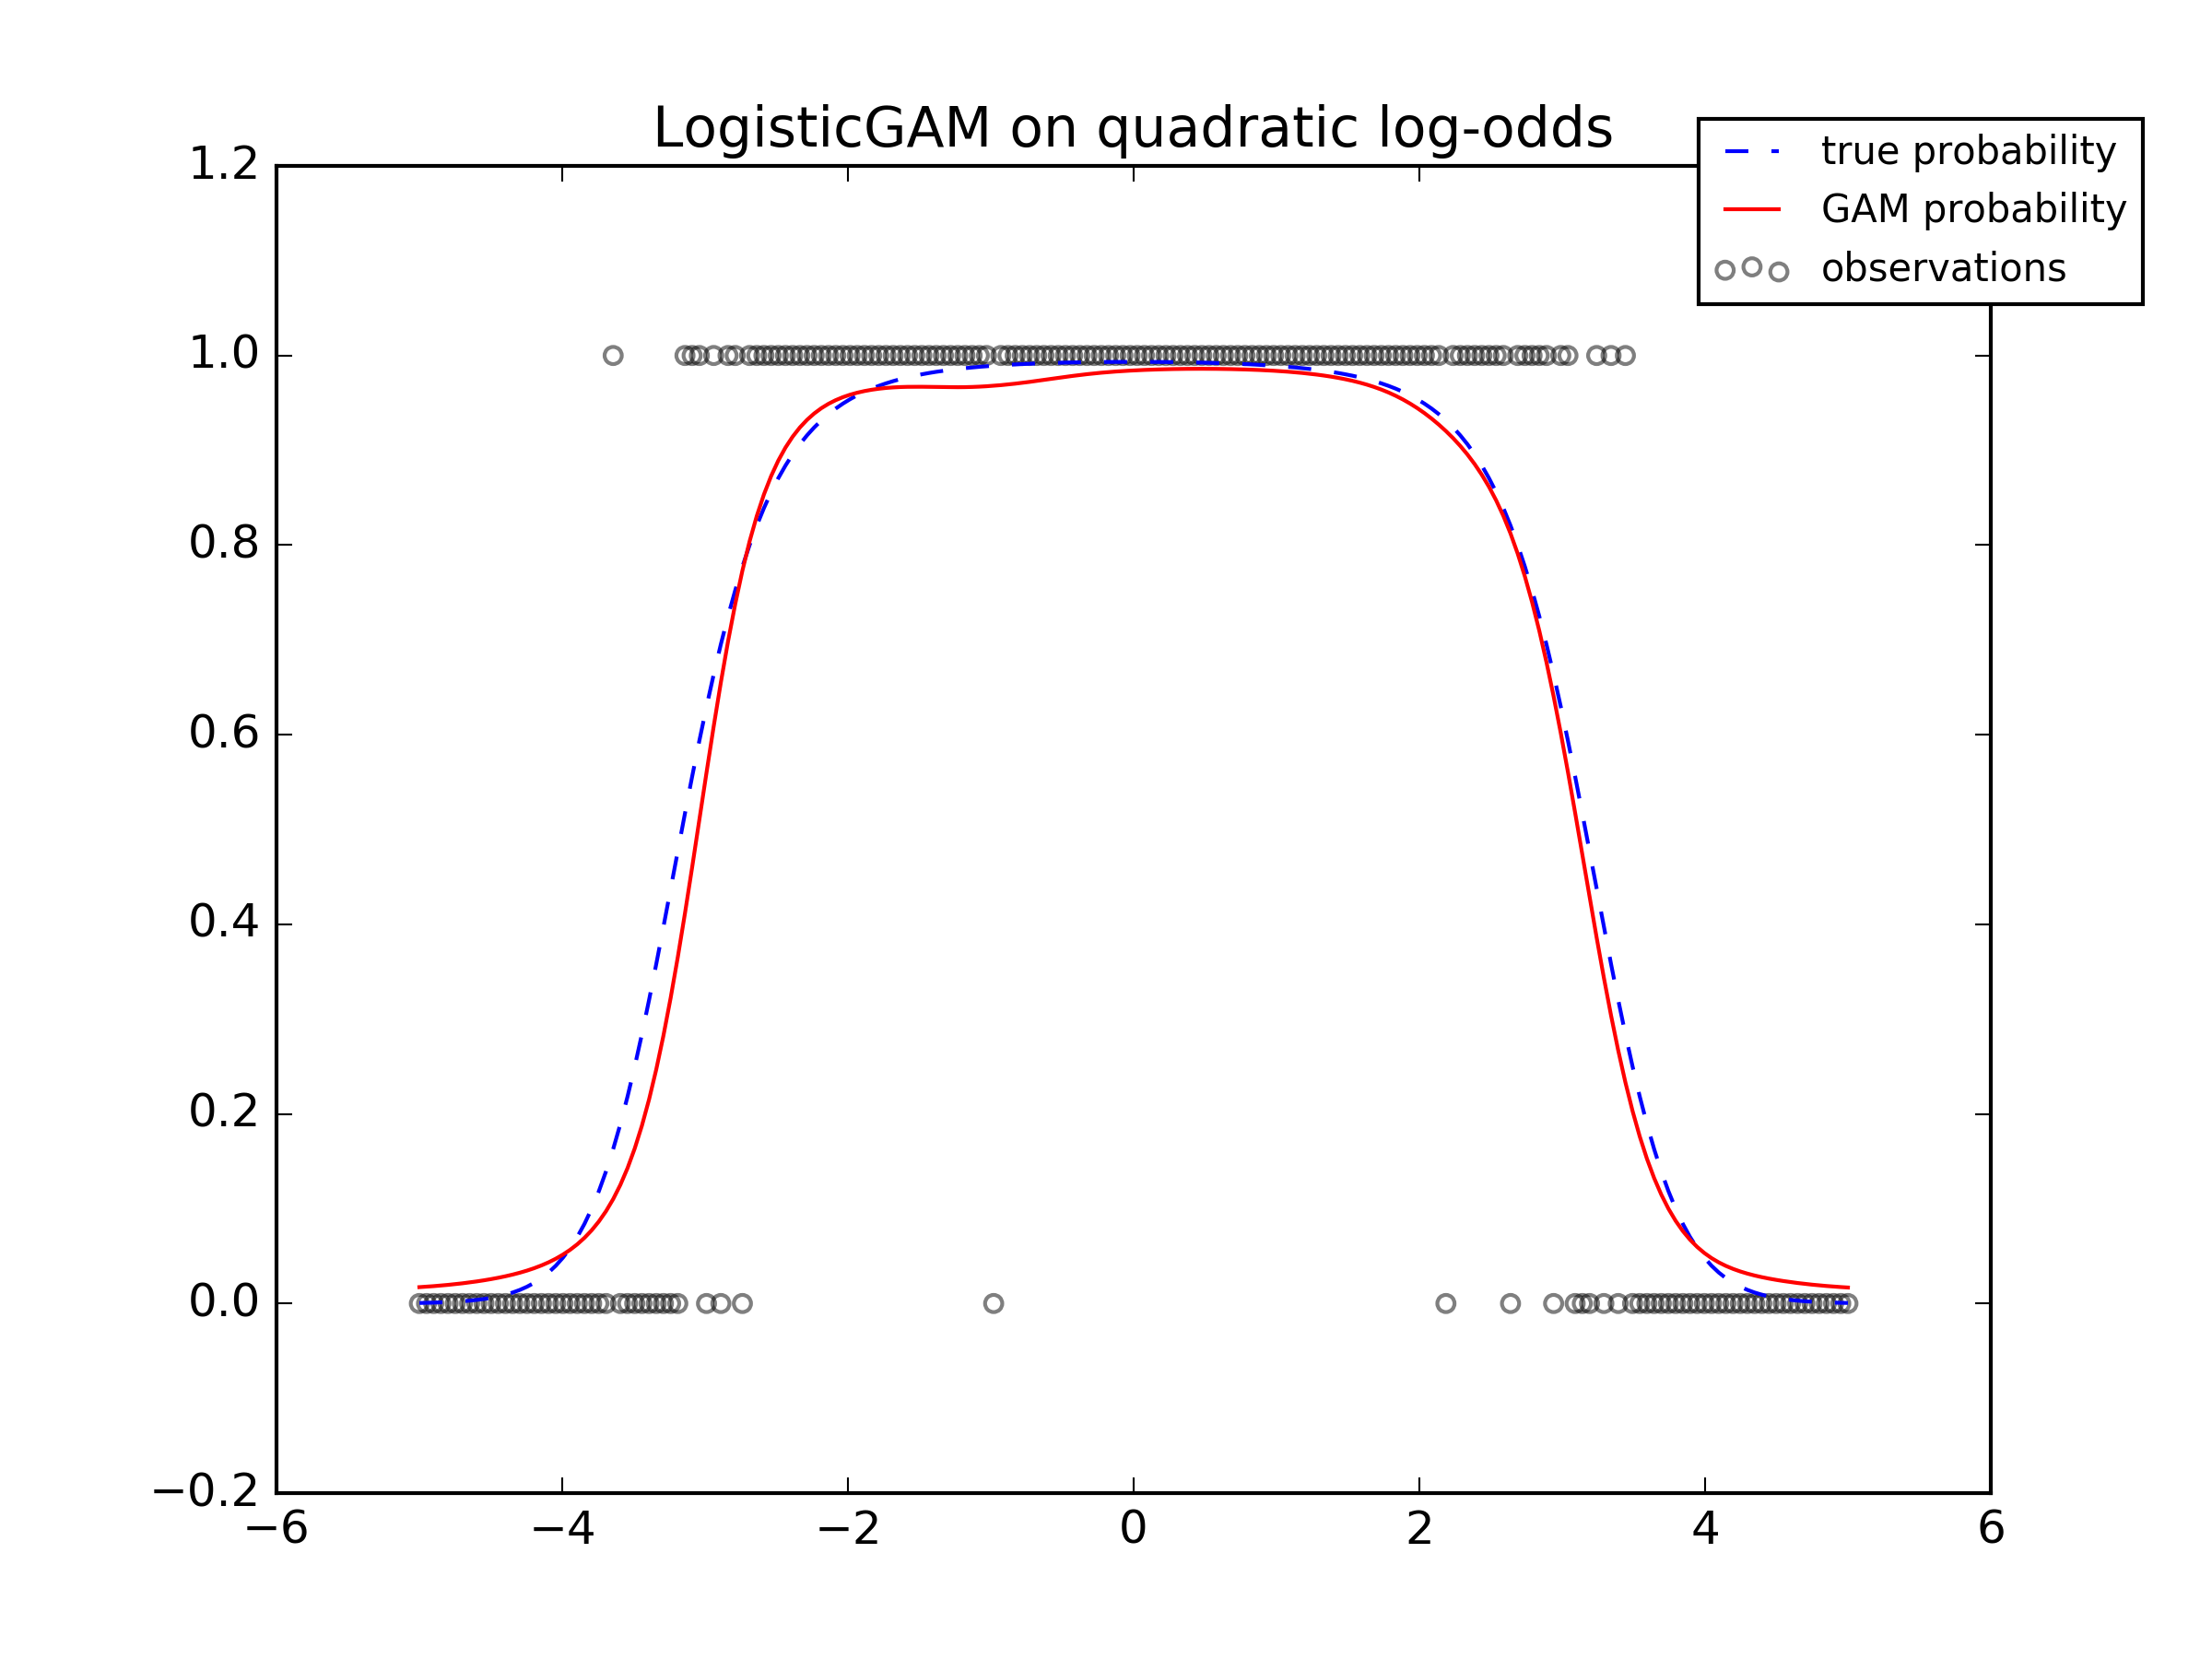 LogisticGAM on quadratic log-odds
true probability
GAM probability
observations
1.2
1.0
0.8
0.6
0.4
0.2
0.0
−0.2
−6 −4 −2 0 2 4 6